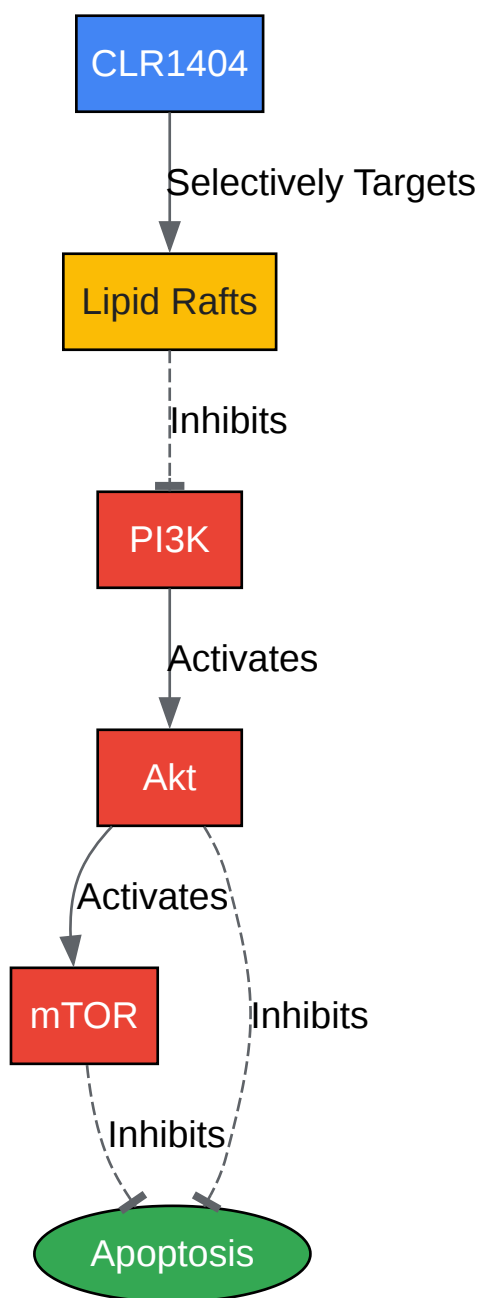 CLR1404
Selectively Targets
Lipid Rafts
Inhibits
PI3K
Activates
Akt
Activates
mTOR
Inhibits
Inhibits
Apoptosis